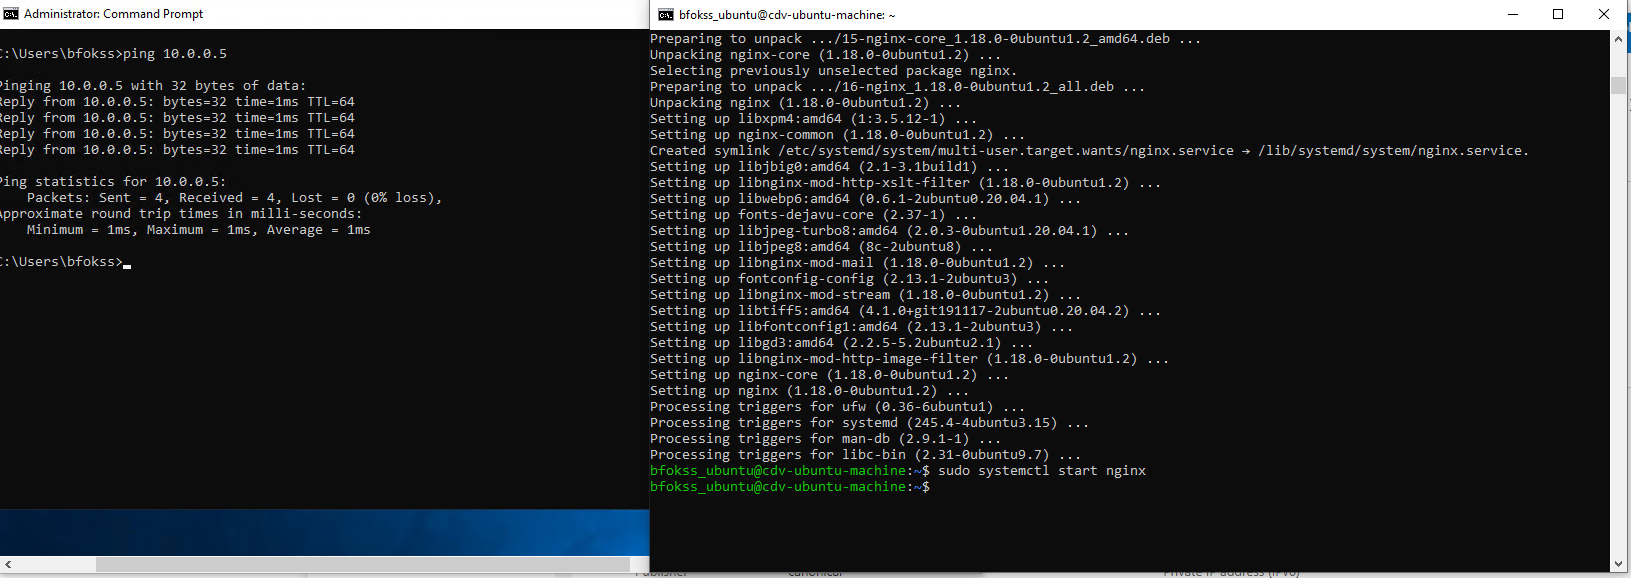 Administrator: Command Prompt
C:\Users\bfokss>ping 10.0.0.5
Pinging 10.0.0.5 with 32 bytes of data:
Reply from 10.0.0.5: bytes=32 time=1ms TTL=64
Reply from 10.0.0.5: bytes=32 time=1ms TTL=64
Reply from 10.0.0.5: bytes=32 time=1ms TTL=64
Reply from 10.0.0.5: bytes=32 time=1ms TTL=64
Ping statistics for 10.0.0.5:
Packets: Sent = 4, Received = 4, Lost = 0 (0% loss),
Approximate round trip times in milli-seconds:
Minimum = 1ms, Maximum = 1ms, Average = 1ms
C:\Users\bfokss>
bfokss_ubuntu@cdv-ubuntu-machine: ~
Preparing to unpack .../15-nginx-core_1.18.0-0ubuntu1.2_amd64.deb ...
Unpacking nginx-core (1.18.0-0ubuntu1.2) ...
Selecting previously unselected package nginx.
Preparing to unpack .../16-nginx_1.18.0-0ubuntu1.2_all.deb ...
Unpacking nginx (1.18.0-0ubuntu1.2) ...
Setting up libxpm4:amd64 (1:3.5.12-1) ...
Setting up nginx-common (1.18.0-0ubuntu1.2) ...
Created symlink /etc/systemd/system/multi-user.target.wants/nginx.service → /lib/systemd/system/nginx.service.
Setting up libjbig0:amd64 (2.1-3.1build1) ...
Setting up libnginx-mod-http-xslt-filter (1.18.0-0ubuntu1.2) ...
Setting up libwebp6:amd64 (0.6.1-2ubuntu0.20.04.1) ...
Setting up fonts-dejavu-core (2.37-1) ...
Setting up libjpeg-turbo8:amd64 (2.0.3-0ubuntu1.20.04.1) ...
Setting up libjpeg8:amd64 (8c-2ubuntu8) ...
Setting up libnginx-mod-mail (1.18.0-0ubuntu1.2) ...
Setting up fontconfig-config (2.13.1-2ubuntu3) ...
Setting up libnginx-mod-stream (1.18.0-0ubuntu1.2) ...
Setting up libtiff5:amd64 (4.1.0+git191117-2ubuntu0.20.04.2) ...
Setting up libfontconfig1:amd64 (2.13.1-2ubuntu3) ...
Setting up libgd3:amd64 (2.2.5-5.2ubuntu2.1) ...
Setting up libnginx-mod-http-image-filter (1.18.0-0ubuntu1.2) ...
Setting up nginx-core (1.18.0-0ubuntu1.2) ...
Setting up nginx (1.18.0-0ubuntu1.2) ...
Processing triggers for ufw (0.36-6ubuntu1) ...
Processing triggers for systemd (245.4-4ubuntu3.15) ...
Processing triggers for man-db (2.9.1-1) ...
Processing triggers for libc-bin (2.31-0ubuntu9.7) ...
bfokss_ubuntu@cdv-ubuntu-machine:~$ sudo systemctl start nginx
bfokss_ubuntu@cdv-ubuntu-machine:~$
Publisher canonical Private IP address (IPv6)